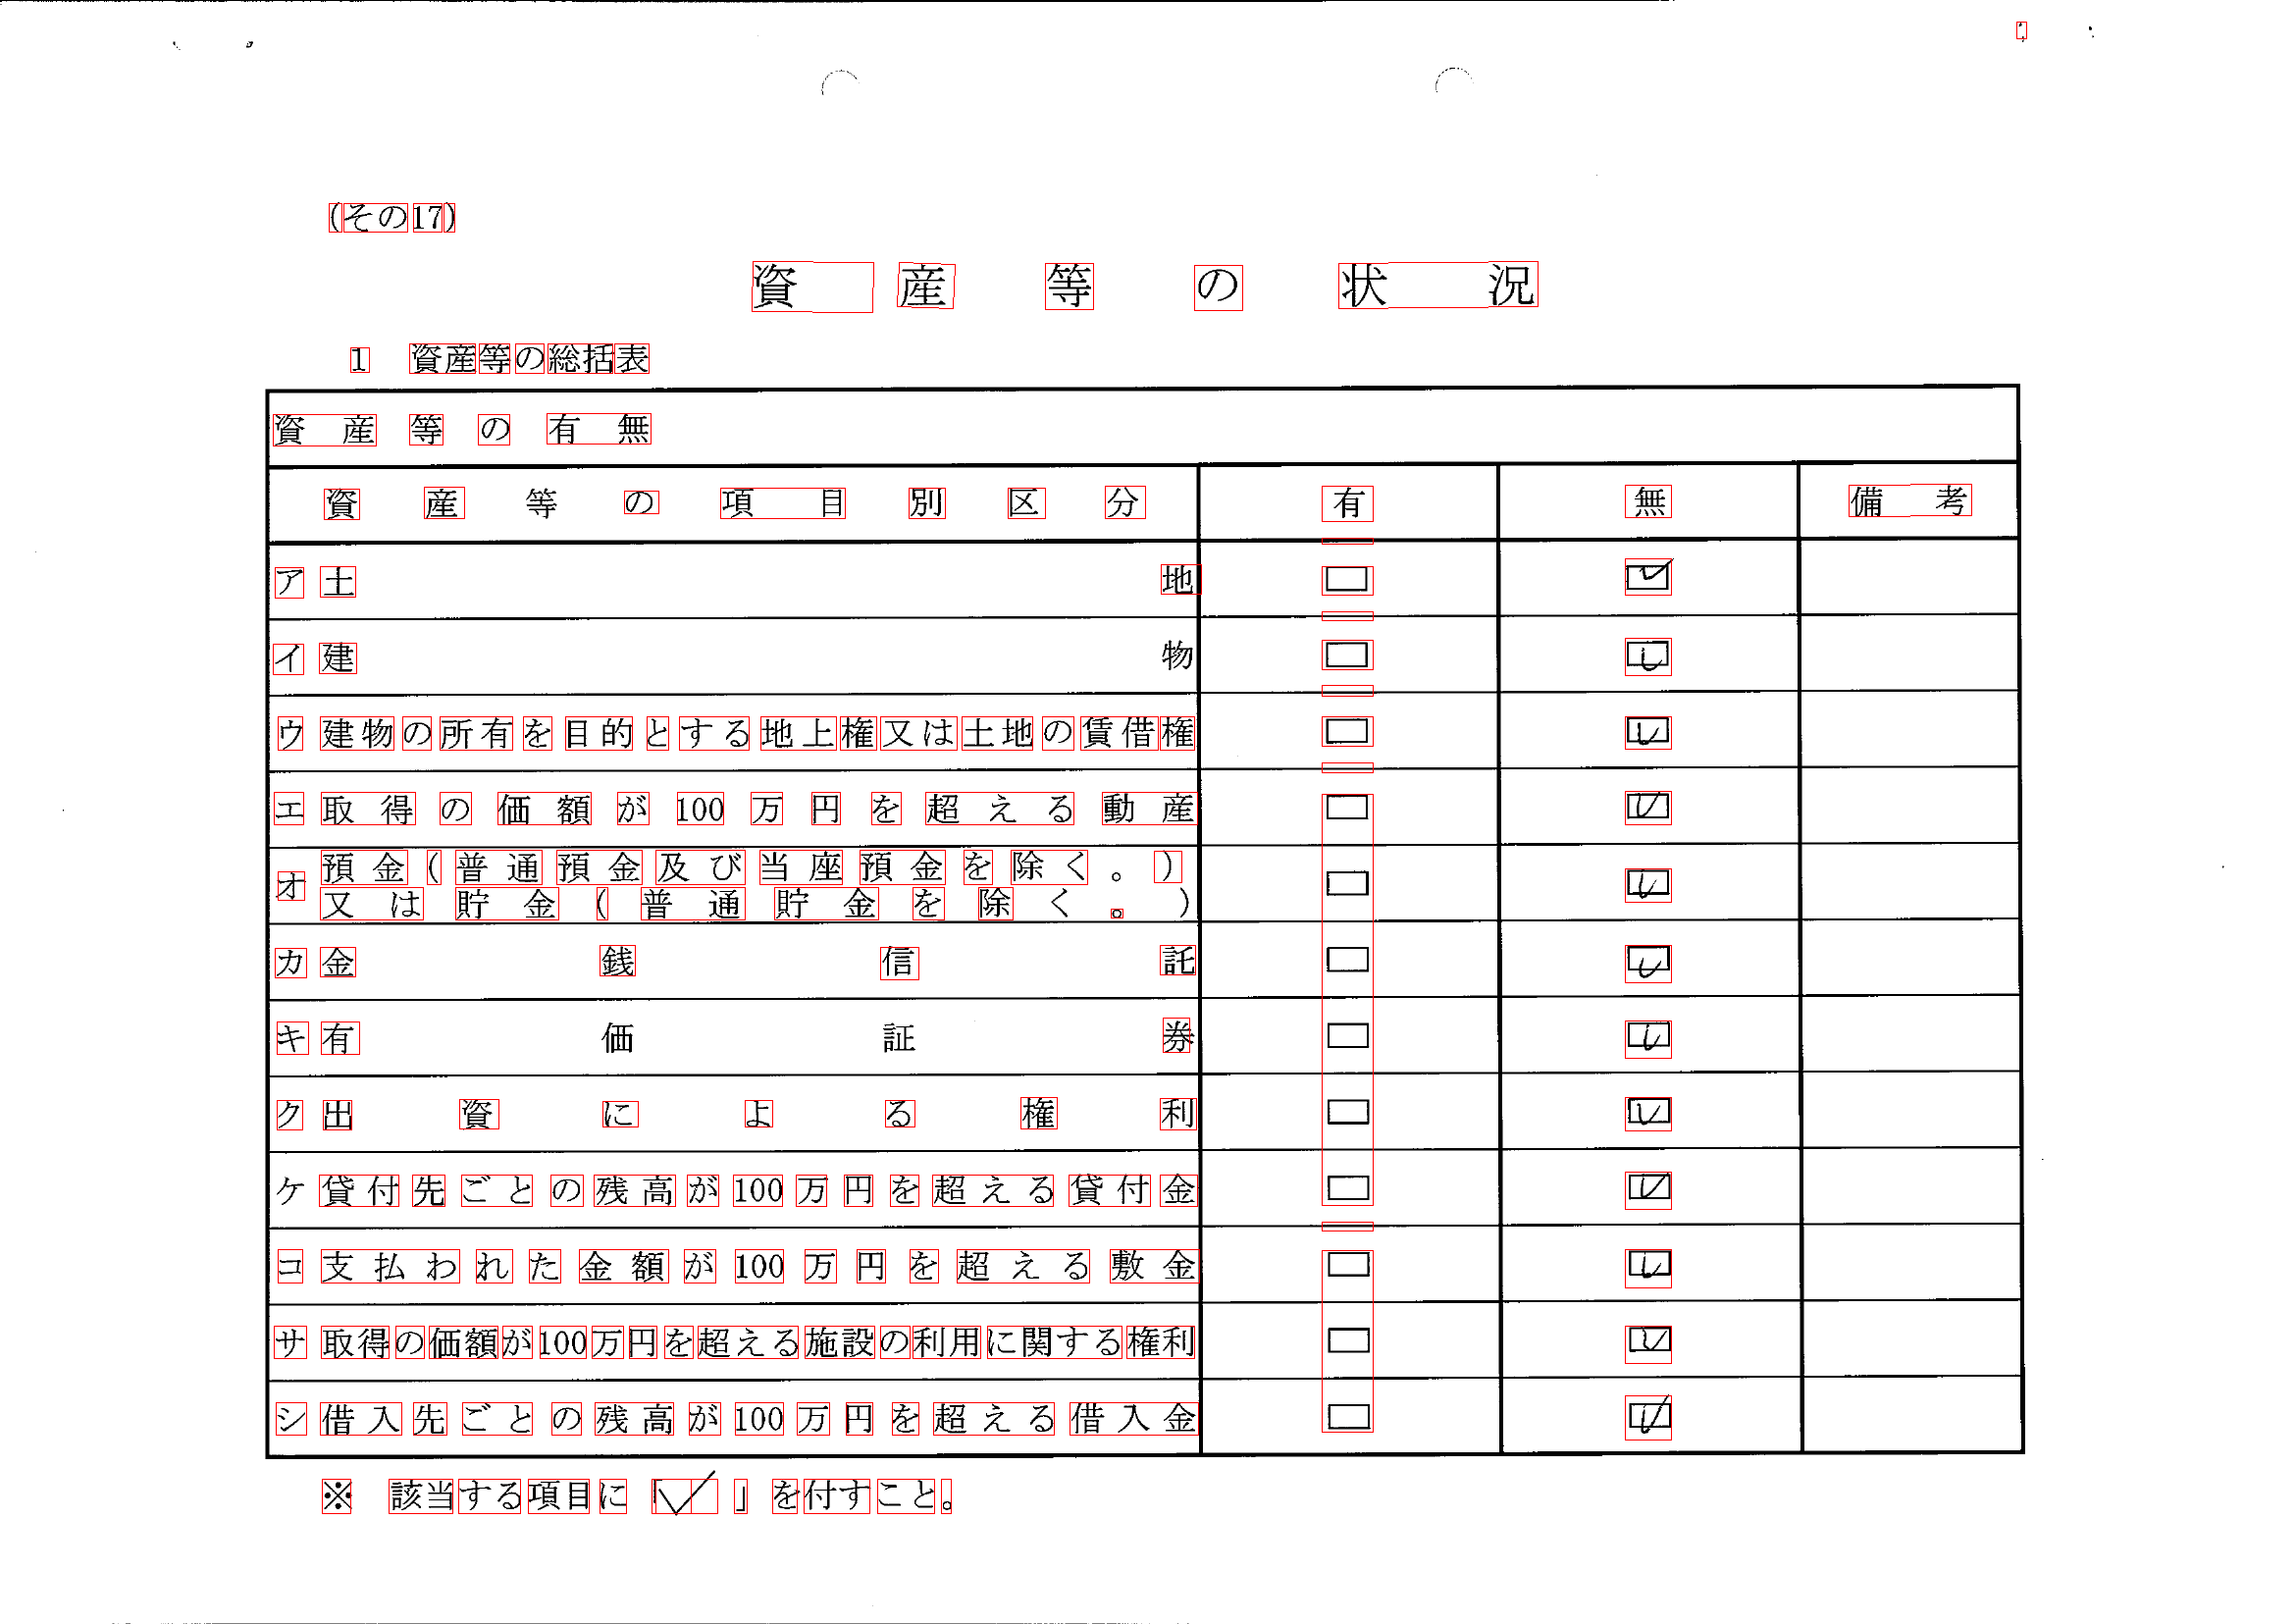 (その17)
資産等の状況
1 資産等の総括表
資産等の有無
資産等の項目別区分 有 無 備考
ア 土地 □ ☑
イ 建物 □ ☑
ウ 建物の所有を目的とする地上権又は土地の賃借権 □ ☑
エ 取得の価額が100万円を超える動産 □ ☑
オ 預金(普通預金及び当座預金を除く。)
又は貯金(普通貯金を除く。) □ ☑
カ 金銭信託 □ ☑
キ 有価証券 □ ☑
ク 出資による権利 □ ☑
ケ 貸付先ごとの残高が100万円を超える貸付金 □ ☑
コ 支払われた金額が100万円を超える敷金 □ ☑
サ 取得の価額が100万円を超える施設の利用に関する権利 □ ☑
シ 借入先ごとの残高が100万円を超える借入金 □ ☑
※ 該当する項目に「✓」を付すこと。